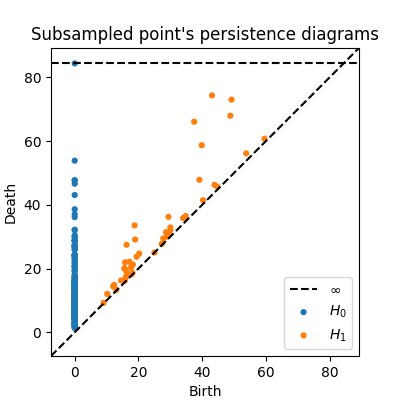 Subsampled point's persistence diagrams
Death
80
60
40
20
0
∞
H₀
H₁
0 20 40 60 80
Birth